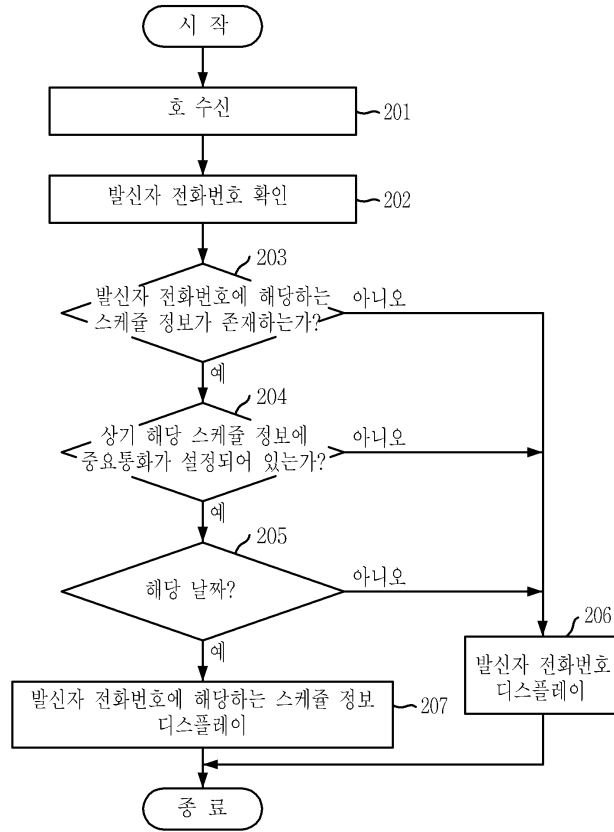 시 작
호 수신
201
발신자 전화번호 확인
202
203
발신자 전화번호에 해당하는
스케쥴 정보가 존재하는가?
아니오
예
204
상기 해당 스케쥴 정보에
중요통화가 설정되어 있는가?
아니오
예
205
해당 날짜?
아니오
예
206
발신자 전화번호
디스플레이
발신자 전화번호에 해당하는 스케쥴 정보
디스플레이
207
종 료